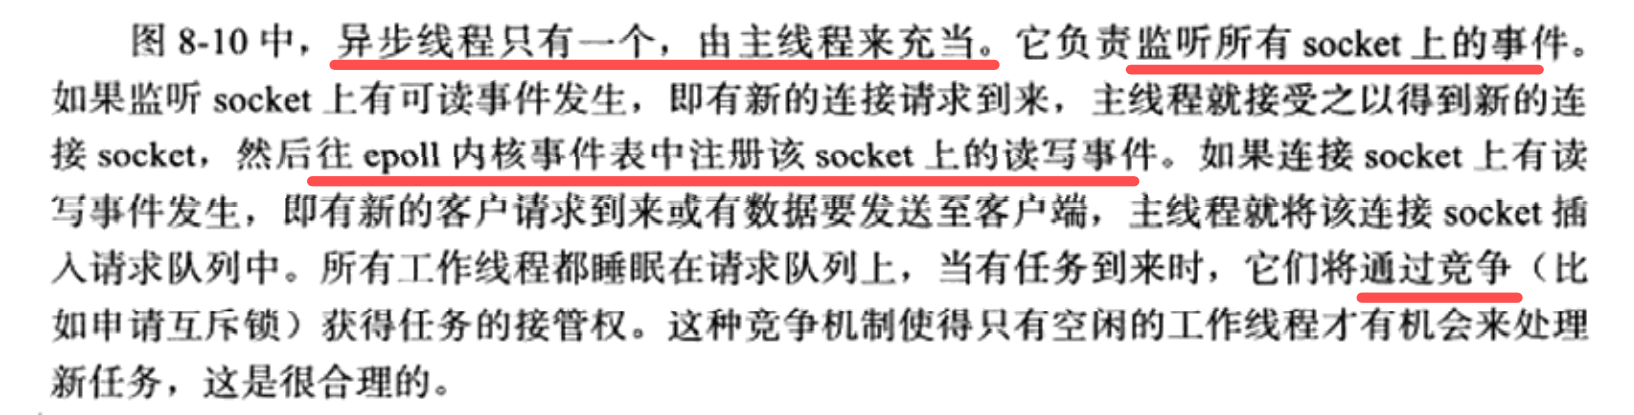 图 8-10 中，异步线程只有一个，由主线程来充当。它负责监听所有 socket 上的事件。
如果监听 socket 上有可读事件发生，即有新的连接请求到来，主线程就接受之以得到新的连
接 socket，然后往 epoll 内核事件表中注册该 socket 上的读写事件。如果连接 socket 上有读
写事件发生，即有新的客户请求到来或有数据要发送至客户端，主线程就将该连接 socket 插
入请求队列中。所有工作线程都睡眠在请求队列上，当有任务到来时，它们将通过竞争（比
如申请互斥锁）获得任务的接管权。这种竞争机制使得只有空闲的工作线程才有机会来处理
新任务，这是很合理的。